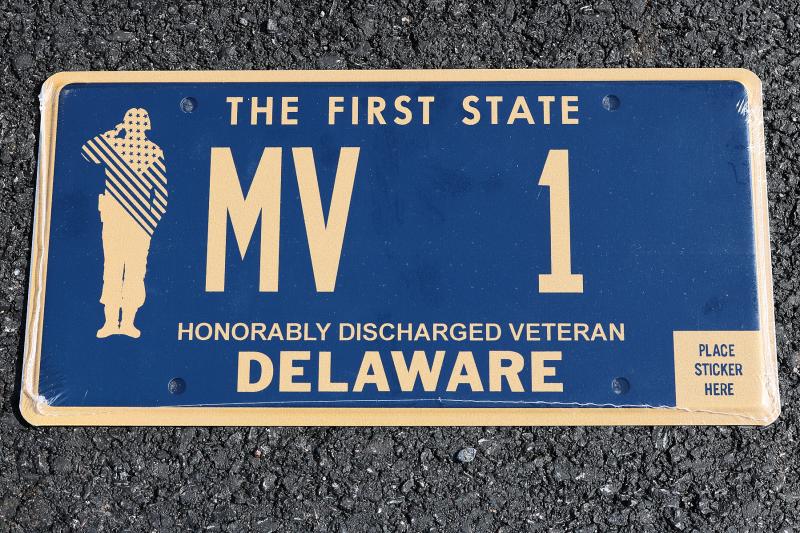 THE FIRST STATE
MV 1
HONORABLY DISCHARGED VETERAN
DELAWARE
PLACE
STICKER
HERE